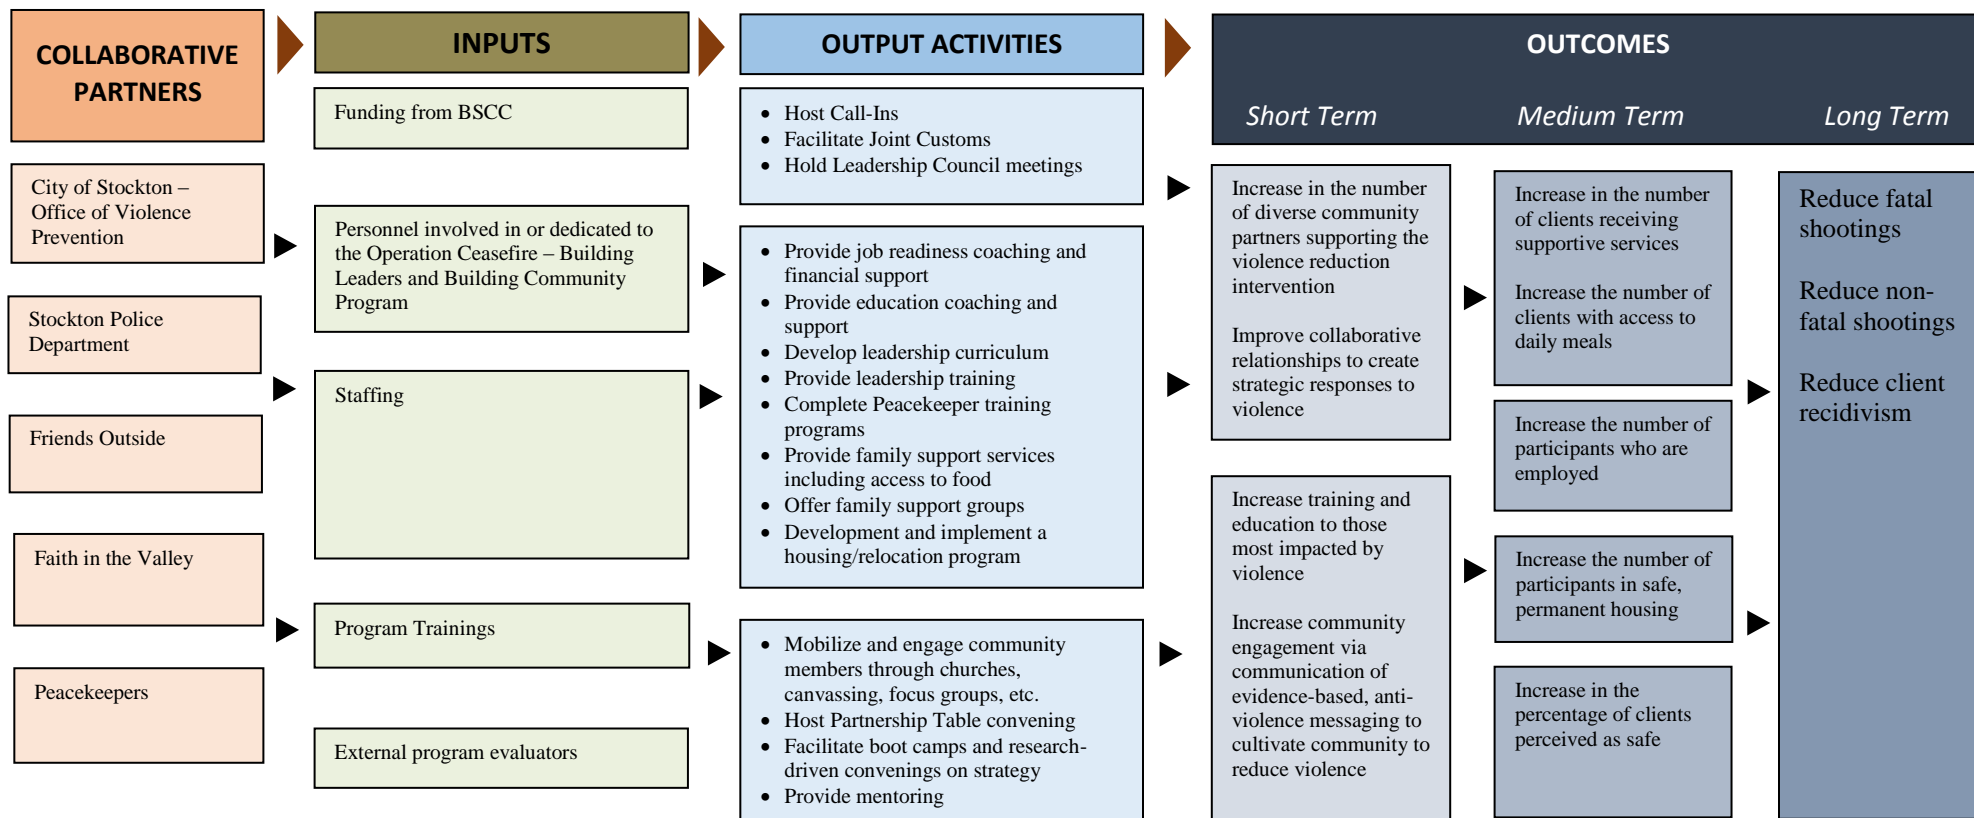 COLLABORATIVE
PARTNERS
City of Stockton –
Office of Violence
Prevention
Stockton Police
Department
Friends Outside
Faith in the Valley
Peacekeepers
INPUTS
Funding from BSCC
Personnel involved in or dedicated to
the Operation Ceasefire – Building
Leaders and Building Community
Program
Staffing
Program Trainings
External program evaluators
OUTPUT ACTIVITIES
• Host Call-Ins
• Facilitate Joint Customs
• Hold Leadership Council meetings
• Provide job readiness coaching and
financial support
• Provide education coaching and
support
• Develop leadership curriculum
• Provide leadership training
• Complete Peacekeeper training
programs
• Provide family support services
including access to food
• Offer family support groups
• Development and implement a
housing/relocation program
• Mobilize and engage community
members through churches,
canvassing, focus groups, etc.
• Host Partnership Table convening
• Facilitate boot camps and research-
driven convenings on strategy
• Provide mentoring
OUTCOMES
Short Term
Medium Term
Long Term
Increase in the number
of diverse community
partners supporting the
violence reduction
intervention
Improve collaborative
relationships to create
strategic responses to
violence
Increase training and
education to those
most impacted by
violence
Increase community
engagement via
communication of
evidence-based, anti-
violence messaging to
cultivate community to
reduce violence
Increase in the number
of clients receiving
supportive services
Increase the number of
clients with access to
daily meals
Increase the number of
participants who are
employed
Increase the number of
participants in safe,
permanent housing
Increase in the
percentage of clients
perceived as safe
Reduce fatal
shootings
Reduce non-
fatal shootings
Reduce client
recidivism